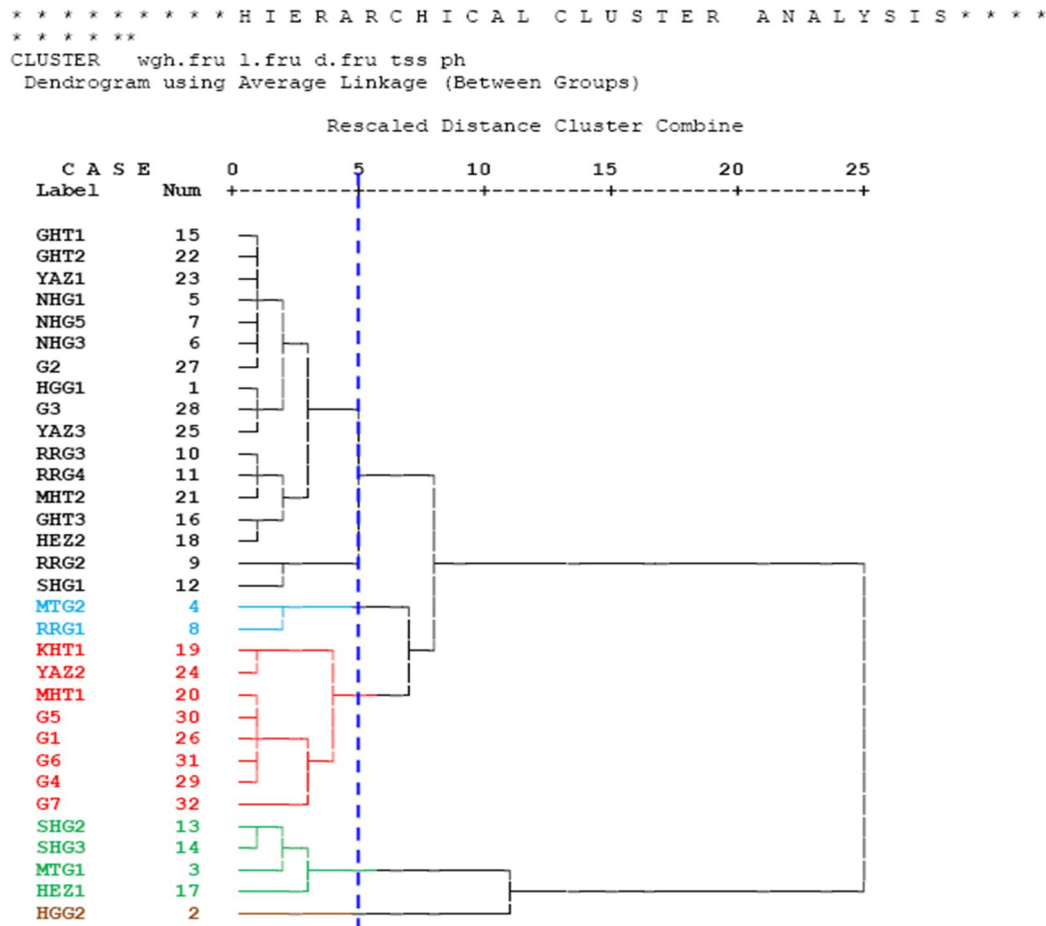 * * * * * * * * * H I E R A R C H I C A L  C L U S T E R  A N A L Y S I S * * * *
* * * * **
CLUSTER wgh.fru l.fru d.fru tss ph
Dendrogram using Average Linkage (Between Groups)
Rescaled Distance Cluster Combine
C A S E 0 5 10 15 20 25
Label Num
GHT1 15
GHT2 22
YAZ1 23
NHG1 5
NHG5 7
NHG3 6
G2 27
HGG1 1
G3 28
YAZ3 25
RRG3 10
RRG4 11
MHT2 21
GHT3 16
HEZ2 18
RRG2 9
SHG1 12
MTG2 4
RRG1 8
KHT1 19
YAZ2 24
MHT1 20
G5 30
G1 26
G6 31
G4 29
G7 32
SHG2 13
SHG3 14
MTG1 3
HEZ1 17
HGG2 2